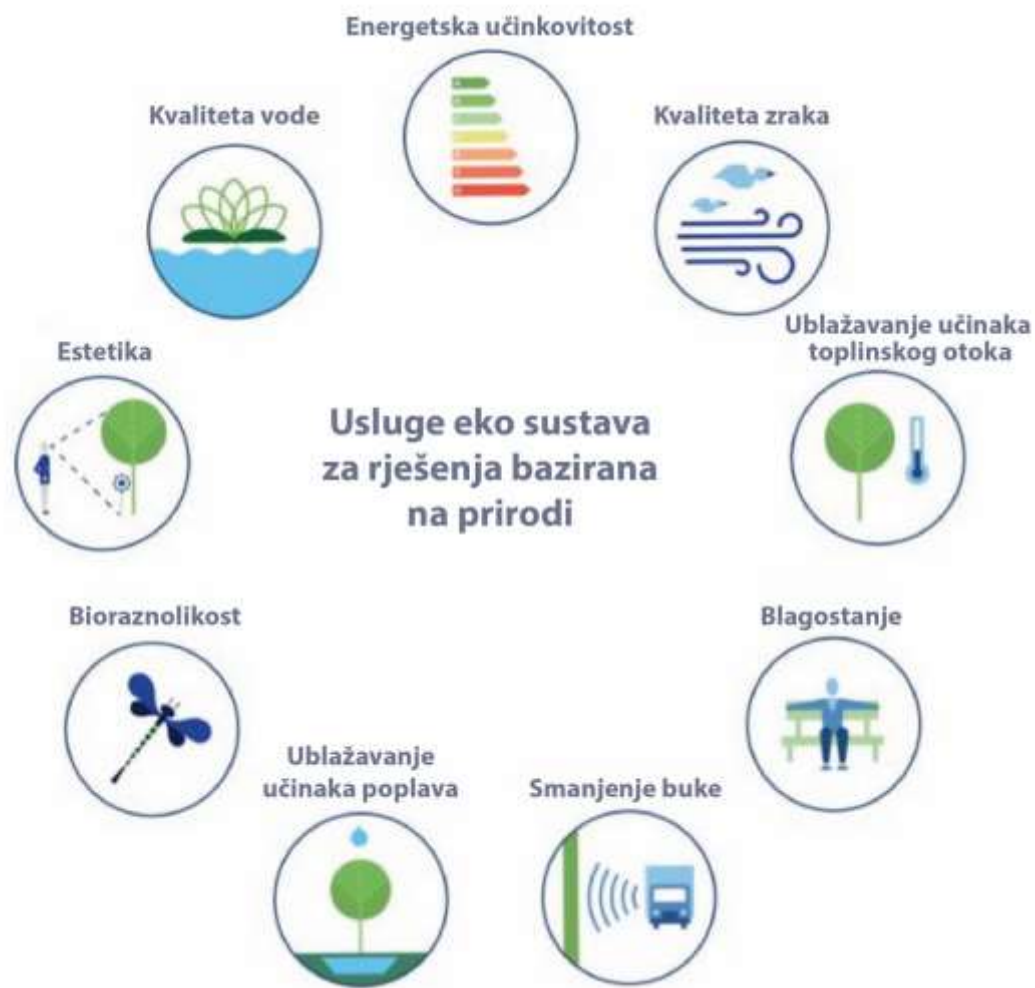 Energetska učinkovitost
Kvaliteta vode
Kvaliteta zraka
Estetika
Ublažavanje učinaka
toplinskog otoka
Usluge eko sustava
za rješenja bazirana
na prirodi
Bioraznolikost
Blagostanje
Ublažavanje
učinaka poplava
Smanjenje buke